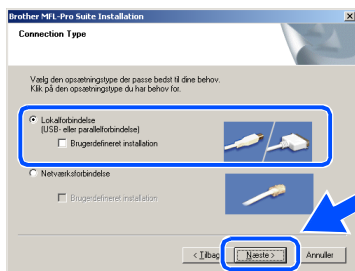 Brother MFL-Pro Suite Installation
Connection Type
Vælg den opsætningstype der passe bedst til dine behov.
Klik på den opsætningstype du har behov for.
Lokalforbindelse
(USB- eller parallelforbindelse)
Brugerdefineret installation
Netværksforbindelse
Brugerdefineret installation
< Tilbage Næste > Annuller